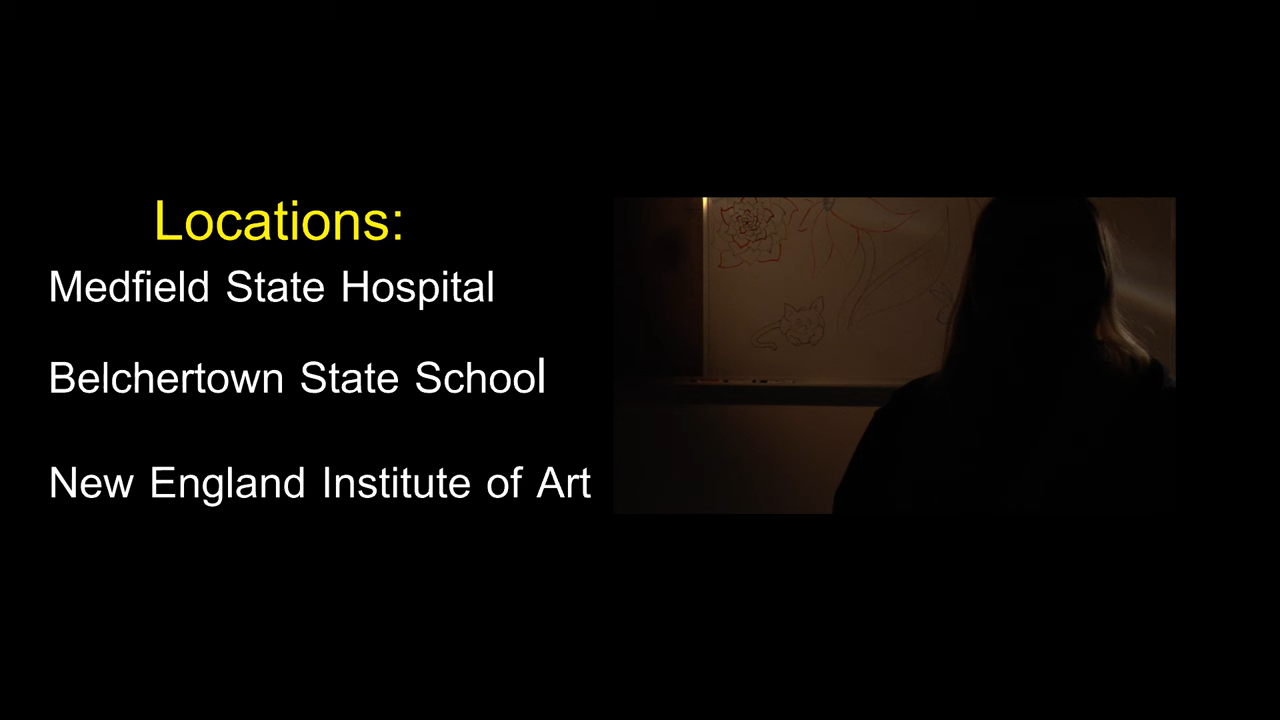 Locations:
Medfield State Hospital
Belchertown State School
New England Institute of Art